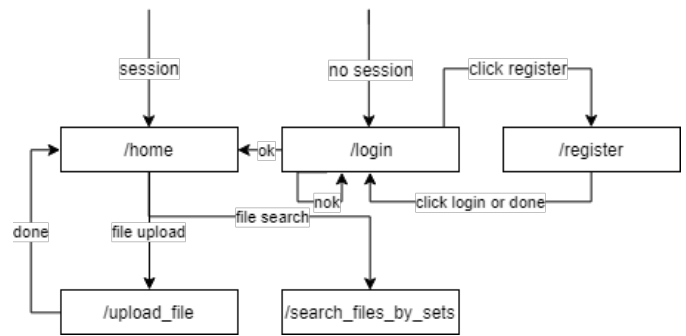 session
no session
click register
/home
ok
/login
/register
nok
click login or done
file search
done
file upload
/upload_file
/search_files_by_sets